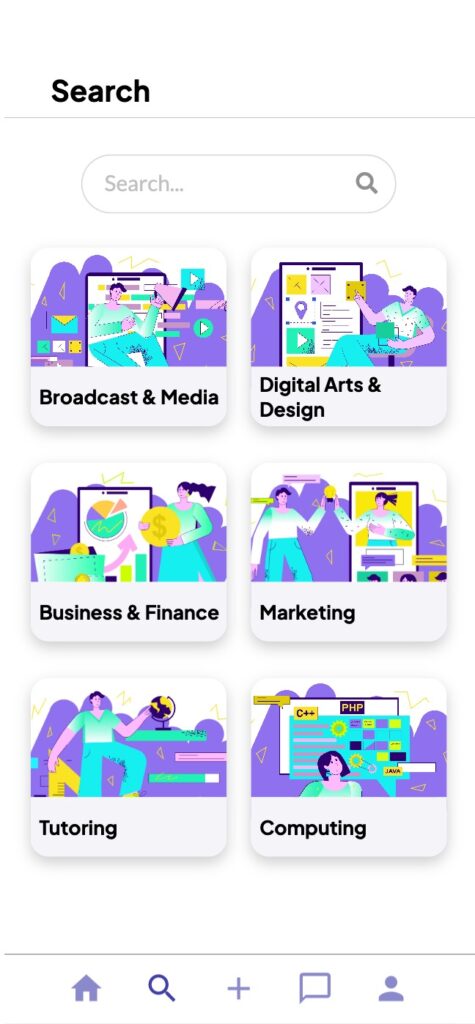 Search
Search...
Broadcast & Media
Digital Arts &
Design
$
Business & Finance
Marketing
C++
PHP
JAVA
Tutoring
Computing